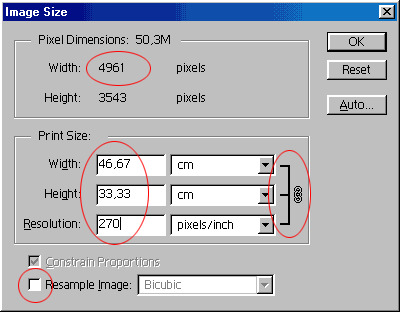 Image Size
Pixel Dimensions: 50,3M
Width: 4961 pixels
Height: 3543 pixels
OK
Reset
Auto...
Print Size:
Width: 46,67 cm
Height: 33,33 cm
Resolution: 270 pixels/inch
Constrain Proportions
Resample Image: Bicubic